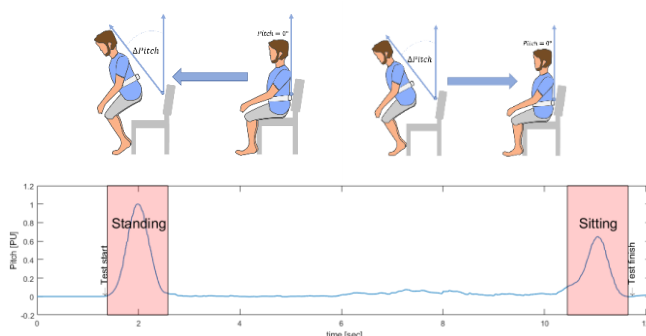 ΔPitch
Pitch = 0°
ΔPitch
Pitch = 0°
Pitch [PU]
1.2
1
0.8
0.6
0.4
0.2
0
-0.2
Test start
Standing
Sitting
Test finish
0 2 4 6 8 10
time [sec]